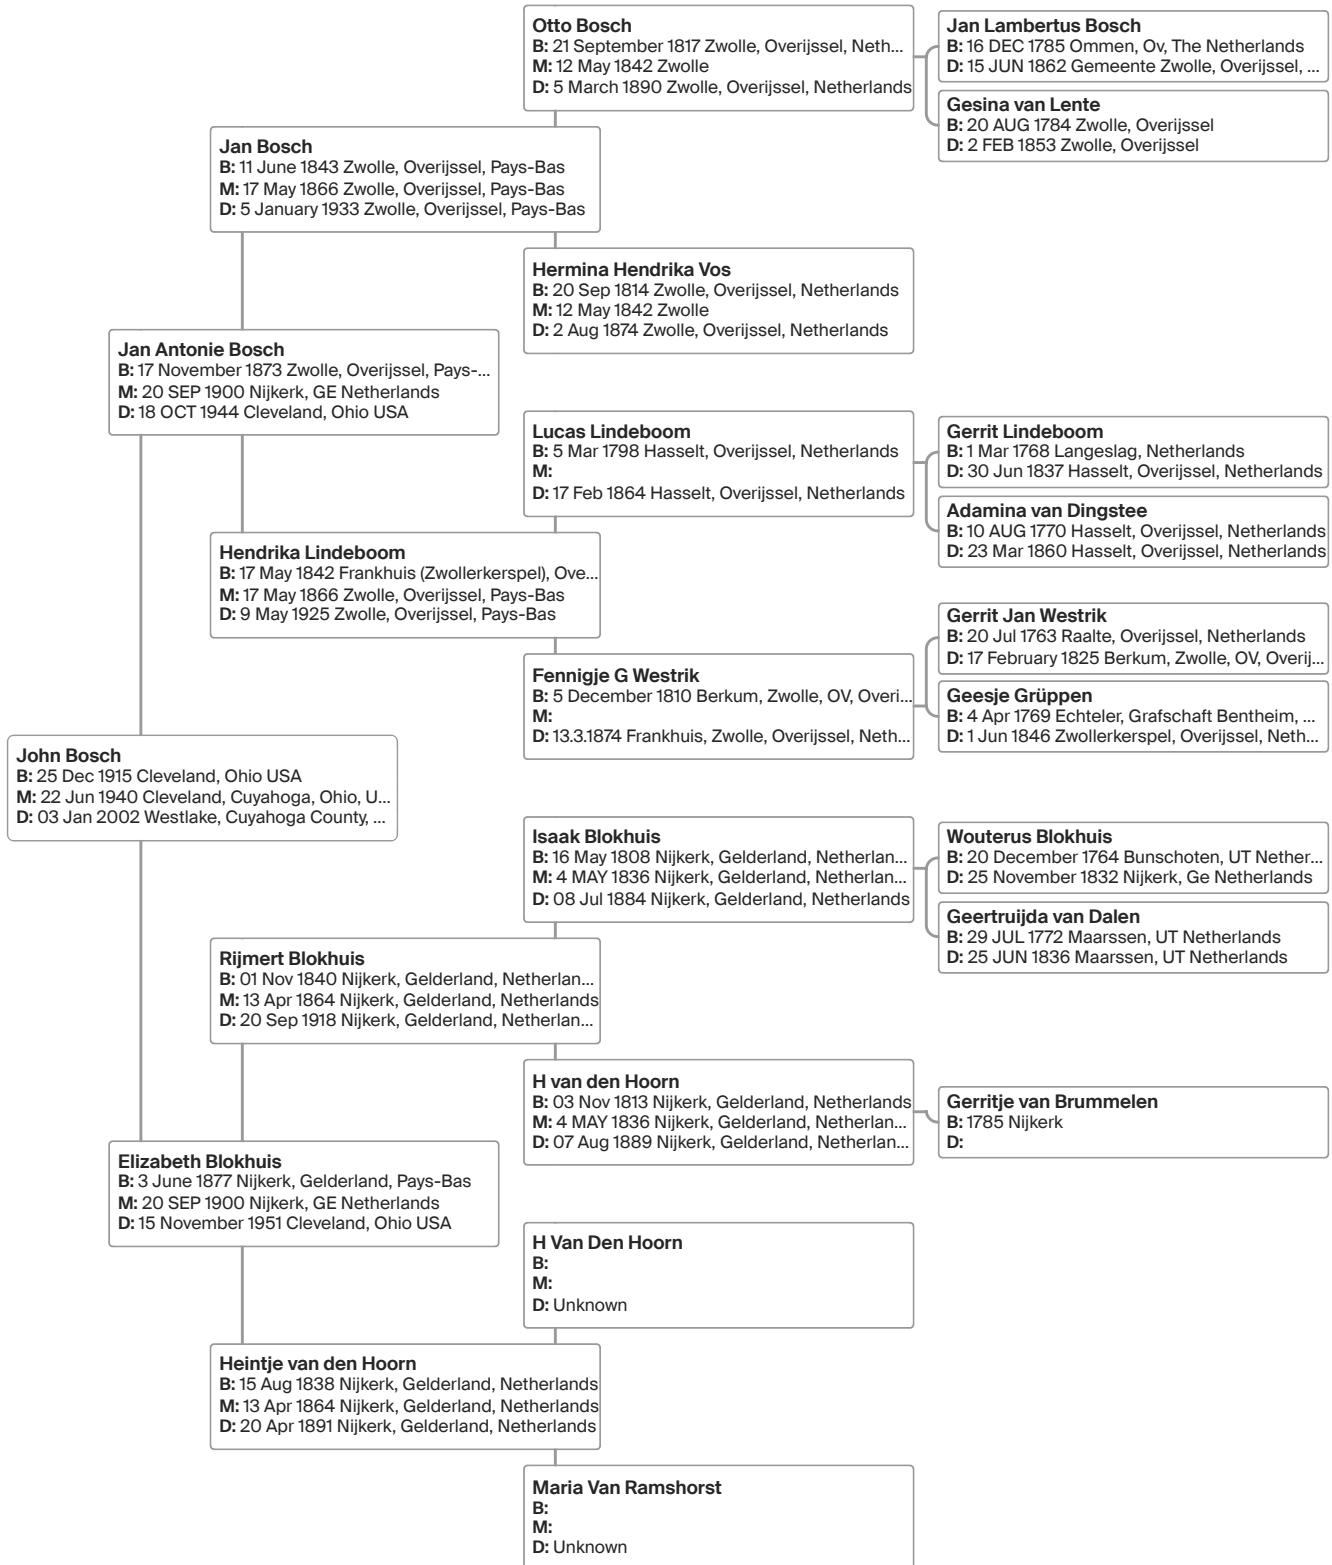 Otto Bosch
B: 21 September 1817 Zwolle, Overijssel, Neth...
M: 12 May 1842 Zwolle
D: 5 March 1890 Zwolle, Overijssel, Netherlands
Jan Lambertus Bosch
B: 16 DEC 1785 Ommen, Ov, The Netherlands
D: 15 JUN 1862 Gemeente Zwolle, Overijssel, ...
Gesina van Lente
B: 20 AUG 1784 Zwolle, Overijssel
D: 2 FEB 1853 Zwolle, Overijssel
Jan Bosch
B: 11 June 1843 Zwolle, Overijssel, Pays-Bas
M: 17 May 1866 Zwolle, Overijssel, Pays-Bas
D: 5 January 1933 Zwolle, Overijssel, Pays-Bas
Hermina Hendrika Vos
B: 20 Sep 1814 Zwolle, Overijssel, Netherlands
M: 12 May 1842 Zwolle
D: 2 Aug 1874 Zwolle, Overijssel, Netherlands
Jan Antonie Bosch
B: 17 November 1873 Zwolle, Overijssel, Pays-...
M: 20 SEP 1900 Nijkerk, GE Netherlands
D: 18 OCT 1944 Cleveland, Ohio USA
Lucas Lindeboom
B: 5 Mar 1798 Hasselt, Overijssel, Netherlands
M:
D: 17 Feb 1864 Hasselt, Overijssel, Netherlands
Gerrit Lindeboom
B: 1 Mar 1768 Langeslag, Netherlands
D: 30 Jun 1837 Hasselt, Overijssel, Netherlands
Adamina van Dingstee
B: 10 AUG 1770 Hasselt, Overijssel, Netherlands
D: 23 Mar 1860 Hasselt, Overijssel, Netherlands
Hendrika Lindeboom
B: 17 May 1842 Frankhuis (Zwollerkerspel), Ove...
M: 17 May 1866 Zwolle, Overijssel, Pays-Bas
D: 9 May 1925 Zwolle, Overijssel, Pays-Bas
Fennigje G Westrik
B: 5 December 1810 Berkum, Zwolle, OV, Overi...
M:
D: 13.3.1874 Frankhuis, Zwolle, Overijssel, Neth...
Gerrit Jan Westrik
B: 20 Jul 1763 Raalte, Overijssel, Netherlands
D: 17 February 1825 Berkum, Zwolle, OV, Overij...
Geesje Grüppen
B: 4 Apr 1769 Echteler, Grafschaft Bentheim, ...
D: 1 Jun 1846 Zwollerkerspel, Overijssel, Neth...
John Bosch
B: 25 Dec 1915 Cleveland, Ohio USA
M: 22 Jun 1940 Cleveland, Cuyahoga, Ohio, U...
D: 03 Jan 2002 Westlake, Cuyahoga County, ...
Isaak Blokhuis
B: 16 May 1808 Nijkerk, Gelderland, Netherlan...
M: 4 MAY 1836 Nijkerk, Gelderland, Netherlan...
D: 08 Jul 1884 Nijkerk, Gelderland, Netherlands
Wouterus Blokhuis
B: 20 December 1764 Bunschoten, UT Nether...
D: 25 November 1832 Nijkerk, Ge Netherlands
Geertruijda van Dalen
B: 29 JUL 1772 Maarssen, UT Netherlands
D: 25 JUN 1836 Maarssen, UT Netherlands
Rijmert Blokhuis
B: 01 Nov 1840 Nijkerk, Gelderland, Netherlan...
M: 13 Apr 1864 Nijkerk, Gelderland, Netherlands
D: 20 Sep 1918 Nijkerk, Gelderland, Netherlan...
H van den Hoorn
B: 03 Nov 1813 Nijkerk, Gelderland, Netherlands
M: 4 MAY 1836 Nijkerk, Gelderland, Netherlan...
D: 07 Aug 1889 Nijkerk, Gelderland, Netherlan...
Gerritje van Brummelen
B: 1785 Nijkerk
D:
Elizabeth Blokhuis
B: 3 June 1877 Nijkerk, Gelderland, Pays-Bas
M: 20 SEP 1900 Nijkerk, GE Netherlands
D: 15 November 1951 Cleveland, Ohio USA
H Van Den Hoorn
B:
M:
D: Unknown
Heintje van den Hoorn
B: 15 Aug 1838 Nijkerk, Gelderland, Netherlands
M: 13 Apr 1864 Nijkerk, Gelderland, Netherlands
D: 20 Apr 1891 Nijkerk, Gelderland, Netherlands
Maria Van Ramshorst
B:
M:
D: Unknown